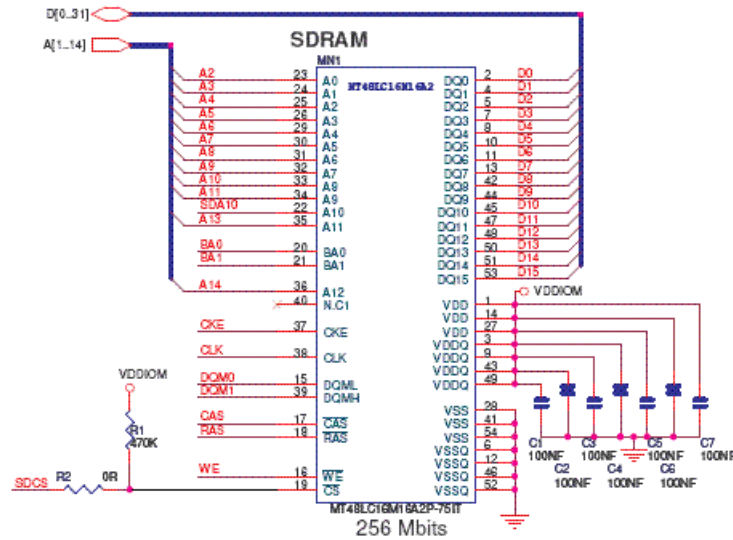 D[0..31]
A[1..14]
SDRAM
MN1
MT48LC16M16A2
A2 23 A0 DQ0 2 D0
A3 24 A1 DQ1 4 D1
A4 25 A2 DQ2 5 D2
A5 26 A3 DQ3 7 D3
A6 29 A4 DQ4 8 D4
A7 30 A5 DQ5 10 D5
A8 31 A6 DQ6 11 D6
A9 32 A7 DQ7 13 D7
A10 33 A8 DQ8 42 D8
A11 34 A9 DQ9 44 D9
SDA10 22 A10 DQ10 45 D10
A13 35 A11 DQ11 47 D11
DQ12 48 D12
BA0 20 BA0 DQ13 50 D13
BA1 21 BA1 DQ14 51 D14
DQ15 53 D15
A14 36 A12
VDDIOM
40 N.C1 VDD 1
VDD 14
CKE 37 CKE VDD 27
VDDQ 3
CLK 38 CLK VDDQ 9
VDDQ 43
VDDIOM
DQM0 15 DQML VDDQ 49
DQM1 39 DQMH
VSS 28
CAS 17 CAS VSS 41
RAS 18 RAS VSS 54
R1
470K
VSSQ 6
VSSQ 12
C1 C3 C5 C7
100NF 100NF 100NF 100NF
WE 16 WE VSSQ 46
C2 C4 C6
R2 0R
SDCS
19 CS VSSQ 52
100NF 100NF 100NF
MT48LC16M16A2P-75IT
256 Mbits